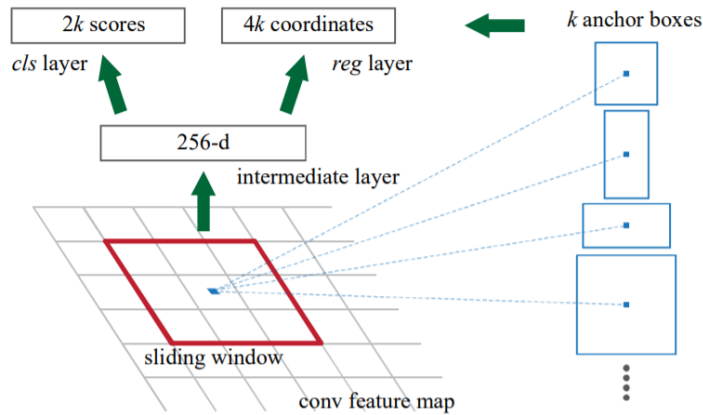 2k scores
4k coordinates
k anchor boxes
cls layer
reg layer
256-d
intermediate layer
sliding window
conv feature map